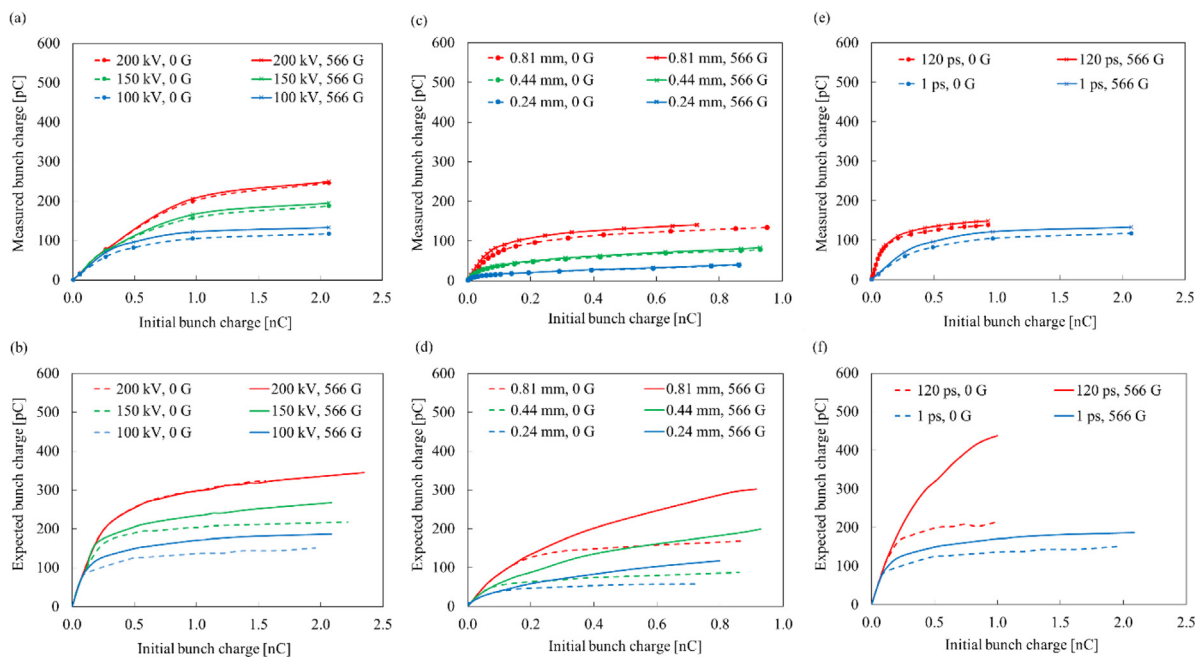 (a)
600
500
400
300
200
100
0
0.0 0.5 1.0 1.5 2.0 2.5
Measured bunch charge [pC]
Initial bunch charge [nC]
200 kV, 0 G 200 kV, 566 G
150 kV, 0 G 150 kV, 566 G
100 kV, 0 G 100 kV, 566 G
(c)
600
500
400
300
200
100
0
0.0 0.2 0.4 0.6 0.8 1.0
Measured bunch charge [pC]
Initial bunch charge [nC]
0.81 mm, 0 G 0.81 mm, 566 G
0.44 mm, 0 G 0.44 mm, 566 G
0.24 mm, 0 G 0.24 mm, 566 G
(e)
600
500
400
300
200
100
0
0.0 0.5 1.0 1.5 2.0 2.5
Measured bunch charge [pC]
Initial bunch charge [nC]
120 ps, 0 G 120 ps, 566 G
1 ps, 0 G 1 ps, 566 G
(b)
600
500
400
300
200
100
0
0.0 0.5 1.0 1.5 2.0 2.5
Expected bunch charge [pC]
Initial bunch charge [nC]
200 kV, 0 G 200 kV, 566 G
150 kV, 0 G 150 kV, 566 G
100 kV, 0 G 100 kV, 566 G
(d)
600
500
400
300
200
100
0
0.0 0.2 0.4 0.6 0.8 1.0
Expected bunch charge [pC]
Initial bunch charge [nC]
0.81 mm, 0 G 0.81 mm, 566 G
0.44 mm, 0 G 0.44 mm, 566 G
0.24 mm, 0 G 0.24 mm, 566 G
(f)
600
500
400
300
200
100
0
0.0 0.5 1.0 1.5 2.0 2.5
Expected bunch charge [pC]
Initial bunch charge [nC]
120 ps, 0 G 120 ps, 566 G
1 ps, 0 G 1 ps, 566 G